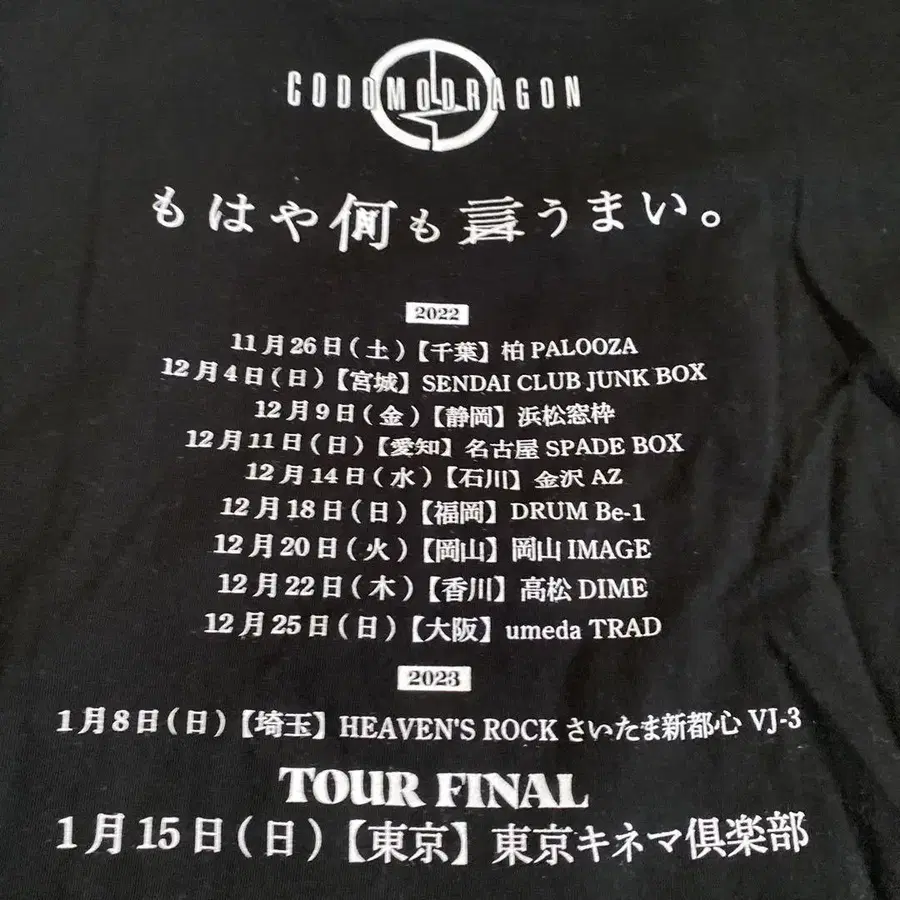 CODOMO DRAGON
もはや何も言うまい。
2022
11月26日(土)【千葉】柏 PALOOZA
12月4日(日)【宮城】SENDAI CLUB JUNK BOX
12月9日(金)【静岡】浜松窓枠
12月11日(日)【愛知】名古屋 SPADE BOX
12月14日(水)【石川】金沢 AZ
12月18日(日)【福岡】DRUM Be-1
12月20日(火)【岡山】岡山 IMAGE
12月22日(木)【香川】高松 DIME
12月25日(日)【大阪】umeda TRAD
2023
1月8日(日)【埼玉】HEAVEN'S ROCK さいたま新都心 VJ-3
TOUR FINAL
1月15日(日)【東京】東京キネマ倶楽部